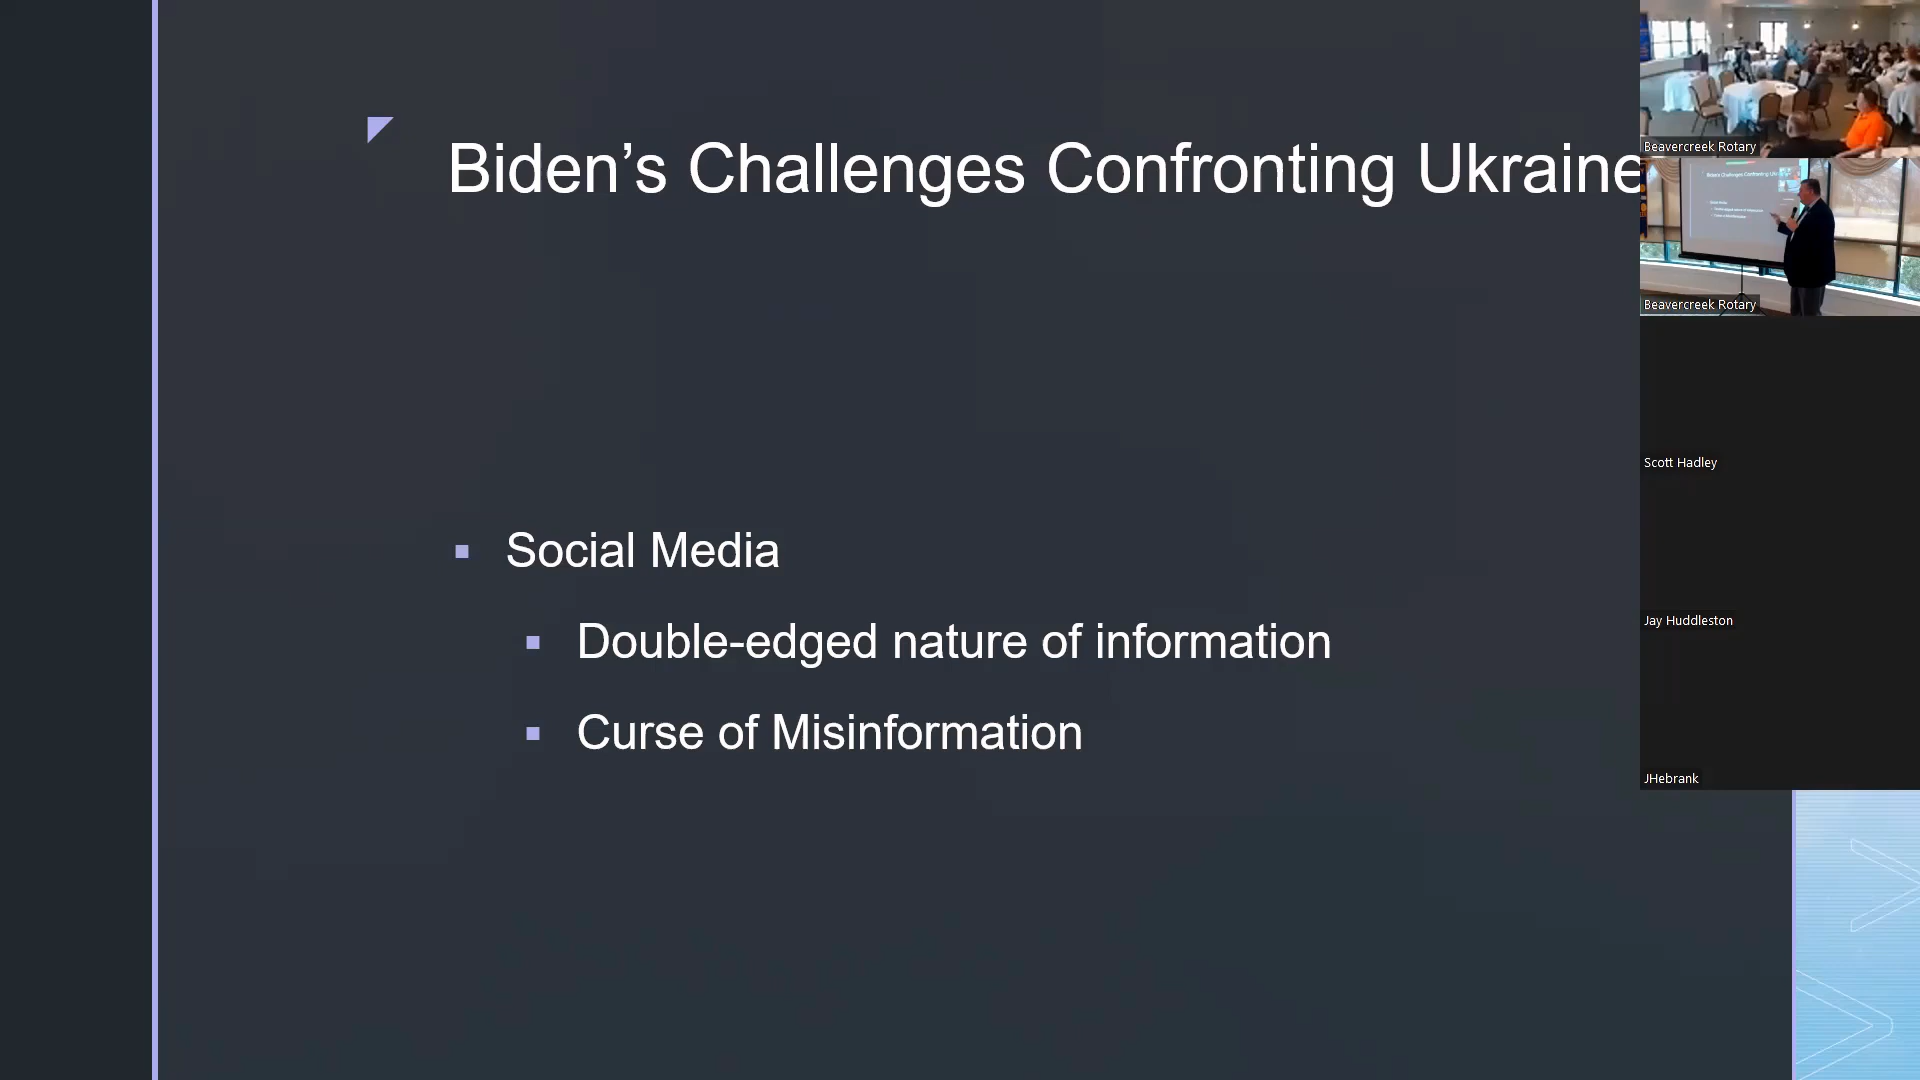 Biden’s Challenges Confronting Ukraine
Social Media
Double-edged nature of information
Curse of Misinformation
Beavercreek Rotary
Beavercreek Rotary
Scott Hadley
Jay Huddleston
JHebrank